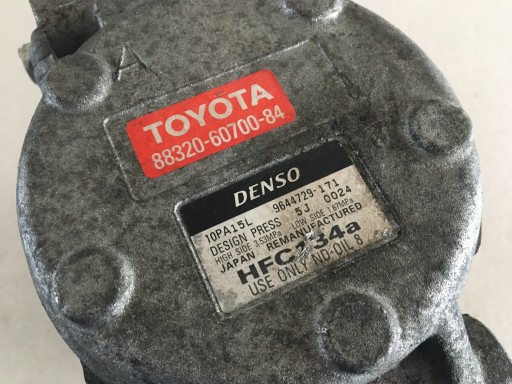 A
TOYOTA
88320-60700-84
DENSO
10PA15L 9644729-171
DESIGN PRESS 5J 0024
HIGH SIDE 3.53MPa LOW SIDE 1.67MPa
JAPAN REMANUFACTURED
HFC134a
USE ONLY ND-OIL 8